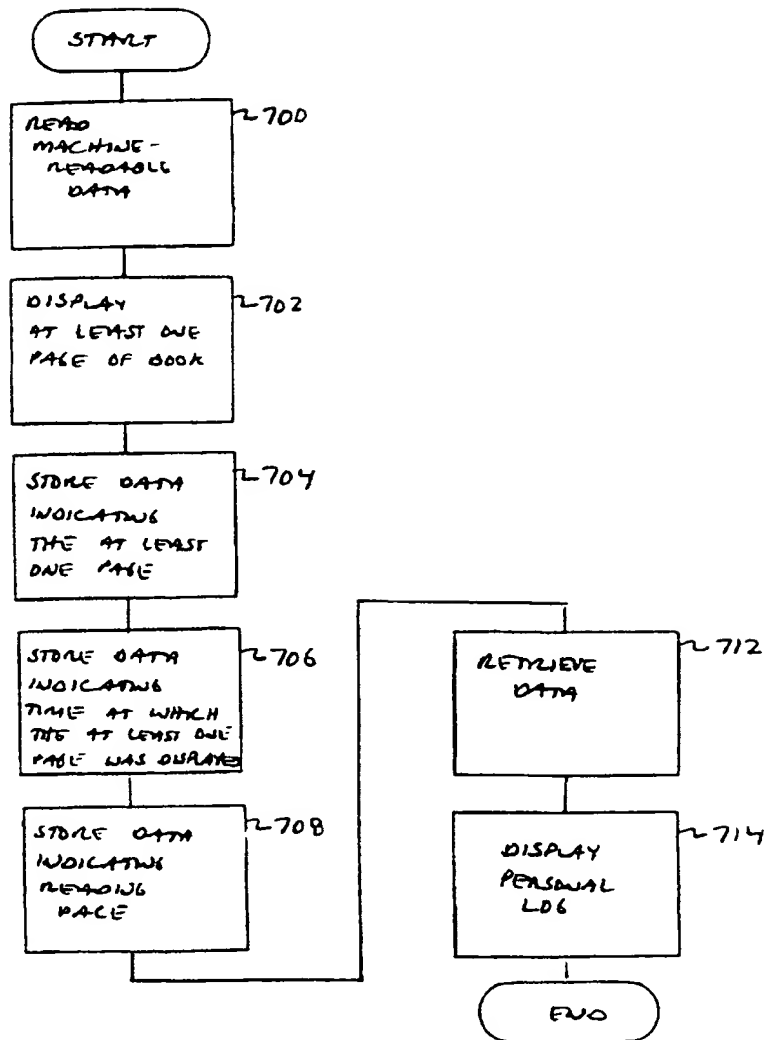 START
700
READ
MACHINE-
READABLE
DATA
702
DISPLAY
AT LEAST ONE
PAGE OF BOOK
704
STORE DATA
INDICATING
THE AT LEAST
ONE PAGE
706
STORE DATA
INDICATING
TIME AT WHICH
THE AT LEAST ONE
PAGE WAS DISPLAYED
708
STORE DATA
INDICATING
READING
PACE
712
RETRIEVE
DATA
714
DISPLAY
PERSONAL
LOG
END